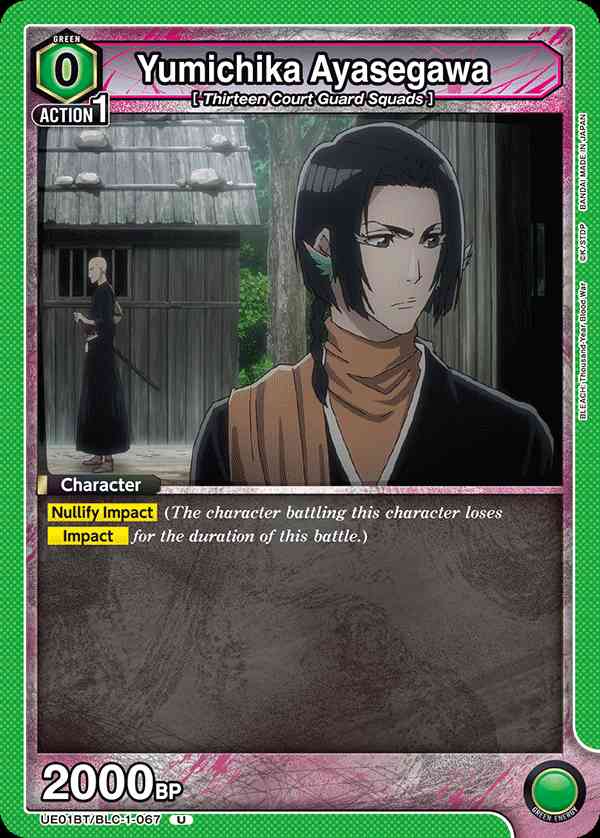 GREEN
0
ACTION 1
Yumichika Ayasegawa
[ Thirteen Court Guard Squads ]
BLEACH: Thousand-Year Blood War ©K/STDP BANDAI MADE IN JAPAN
Character
Nullify Impact (The character battling this character loses
Impact for the duration of this battle.)
2000BP
UE01BT/BLC-1-067 U
GREEN ENERGY